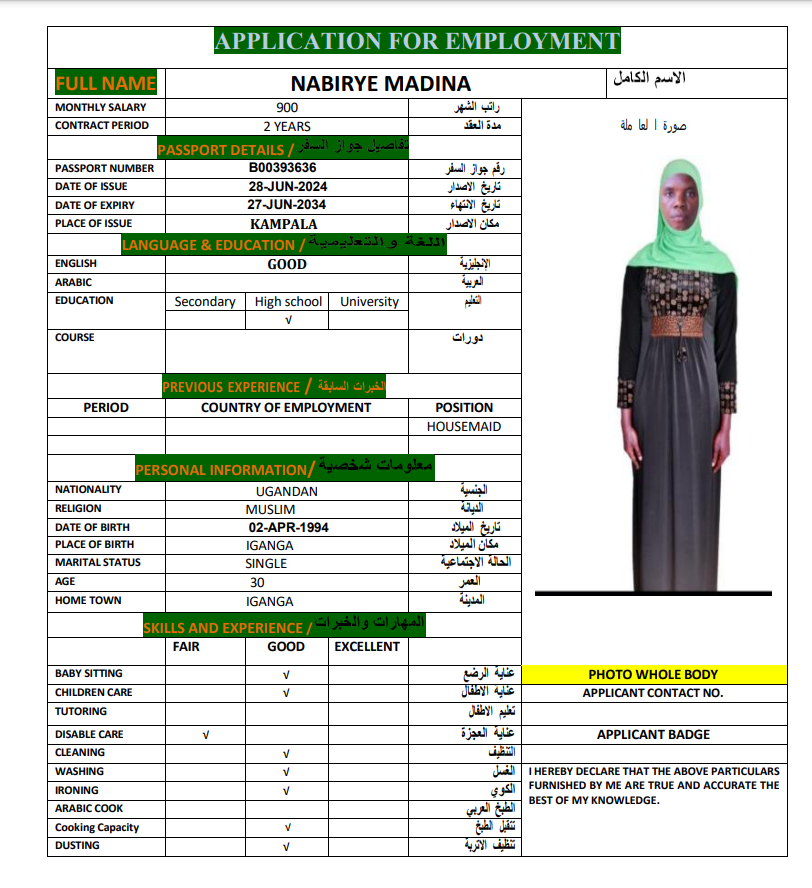 APPLICATION FOR EMPLOYMENT
FULL NAME NABIRYE MADINA الاسم الكامل
MONTHLY SALARY 900 راتب الشهر
CONTRACT PERIOD 2 YEARS مدة العقد
صورة ا لعا ملة
PASSPORT DETAILS / تفاصيل جواز السفر
PASSPORT NUMBER B00393636 رقم جواز السفر
DATE OF ISSUE 28-JUN-2024 تاريخ الاصدار
DATE OF EXPIRY 27-JUN-2034 تاريخ الانتهاء
PLACE OF ISSUE KAMPALA مكان الاصدار
LANGUAGE & EDUCATION / اللغة و التعليمية
ENGLISH GOOD الإنجليزية
ARABIC العربية
EDUCATION Secondary High school University التعليم
√
COURSE دورات
PREVIOUS EXPERIENCE / الخبرات السابقة
PERIOD COUNTRY OF EMPLOYMENT POSITION
HOUSEMAID
PERSONAL INFORMATION/ معلومات شخصية
NATIONALITY UGANDAN الجنسية
RELIGION MUSLIM الديانة
DATE OF BIRTH 02-APR-1994 تاريخ الميلاد
PLACE OF BIRTH IGANGA مكان الميلاد
MARITAL STATUS SINGLE الحالة الاجتماعية
AGE 30 العمر
HOME TOWN IGANGA المدينة
SKILLS AND EXPERIENCE / المهارات والخبرات
FAIR GOOD EXCELLENT
BABY SITTING √ عناية الرضع
CHILDREN CARE √ عناية الاطفال
TUTORING تعليم الاطفال
DISABLE CARE √ عناية العجزة
CLEANING √ التنظيف
WASHING √ الغسل
IRONING √ الكوي
ARABIC COOK الطبخ العربي
Cooking Capacity √ تتقبل الطبخ
DUSTING √ تنظيف الاتربة
PHOTO WHOLE BODY
APPLICANT CONTACT NO.
APPLICANT BADGE
I HEREBY DECLARE THAT THE ABOVE PARTICULARS
FURNISHED BY ME ARE TRUE AND ACCURATE THE
BEST OF MY KNOWLEDGE.